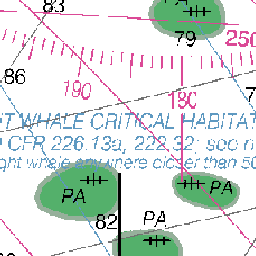 83
PA
79
250
86
190
180
7
HT WHALE CRITICAL HABITAT
CFR 226.13a, 222.32: see n
ght whale anywhere closer than 50
PA
PA
82
PA